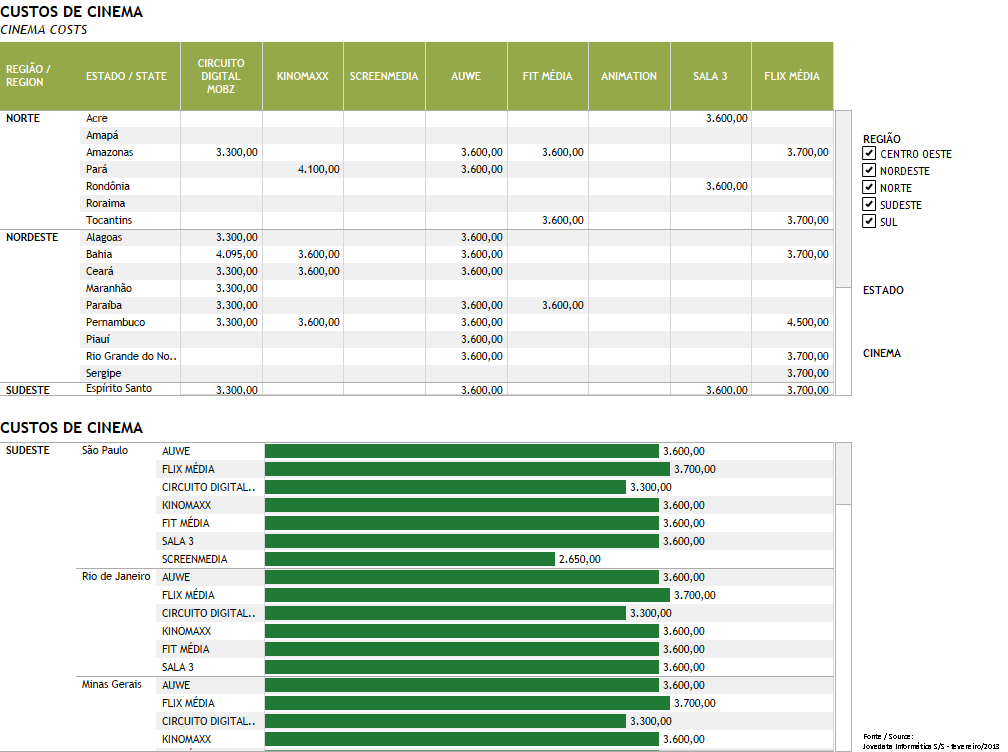 CUSTOS DE CINEMA
CINEMA COSTS
REGIÃO / REGION ESTADO / STATE CIRCUITO DIGITAL MOBZ KINOMAXX SCREENMEDIA AUWE FIT MÉDIA ANIMATION SALA 3 FLIX MÉDIA
NORTE Acre 3.600,00
Amapá
Amazonas 3.300,00 3.600,00 3.600,00 3.700,00
Pará 4.100,00 3.600,00
Rondônia 3.600,00
Roraima
Tocantins 3.600,00 3.700,00
NORDESTE Alagoas 3.300,00 3.600,00
Bahia 4.095,00 3.600,00 3.600,00 3.700,00
Ceará 3.300,00 3.600,00 3.600,00
Maranhão 3.300,00
Paraíba 3.300,00 3.600,00 3.600,00
Pernambuco 3.300,00 3.600,00 3.600,00 4.500,00
Piauí 3.600,00
Rio Grande do No.. 3.600,00 3.700,00
Sergipe 3.700,00
SUDESTE Espírito Santo 3.300,00 3.600,00 3.600,00 3.700,00
REGIÃO
CENTRO OESTE
NORDESTE
NORTE
SUDESTE
SUL
ESTADO
CINEMA
CUSTOS DE CINEMA
SUDESTE São Paulo AUWE 3.600,00
FLIX MÉDIA 3.700,00
CIRCUITO DIGITAL.. 3.300,00
KINOMAXX 3.600,00
FIT MÉDIA 3.600,00
SALA 3 3.600,00
SCREENMEDIA 2.650,00
Rio de Janeiro AUWE 3.600,00
FLIX MÉDIA 3.700,00
CIRCUITO DIGITAL.. 3.300,00
KINOMAXX 3.600,00
FIT MÉDIA 3.600,00
SALA 3 3.600,00
Minas Gerais AUWE 3.600,00
FLIX MÉDIA 3.700,00
CIRCUITO DIGITAL.. 3.300,00
KINOMAXX 3.600,00
Fonte / Source:
Jovedata Informática S/S - fevereiro/2013